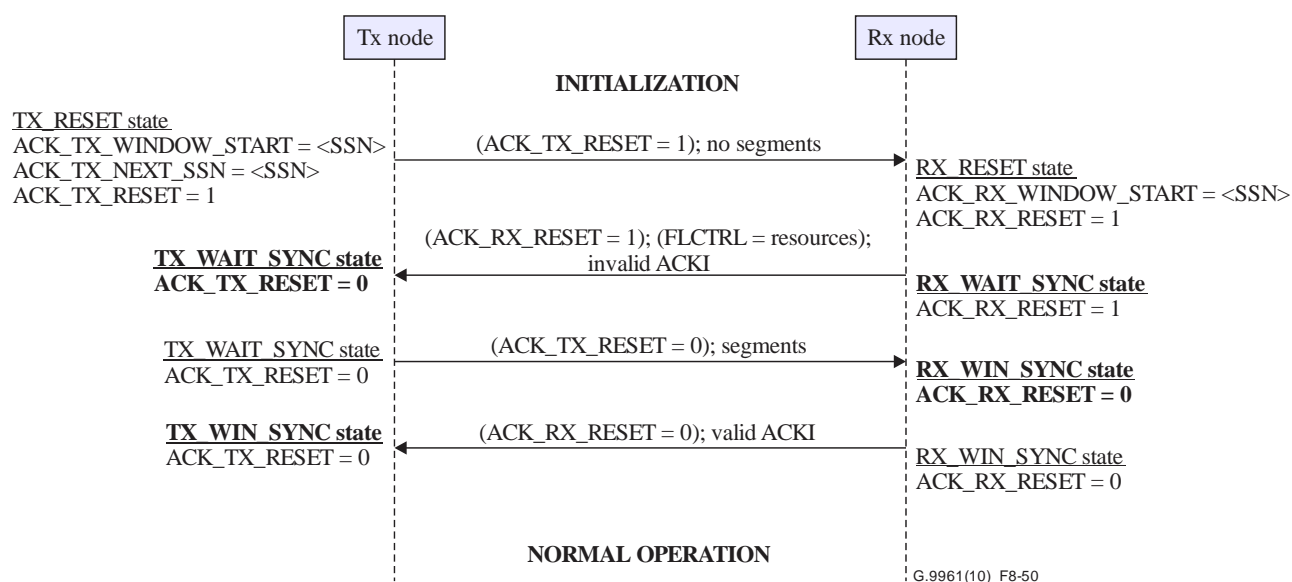 Tx node
Rx node
INITIALIZATION
TX_RESET state
ACK_TX_WINDOW_START = <SSN>
ACK_TX_NEXT_SSN = <SSN>
ACK_TX_RESET = 1
(ACK_TX_RESET = 1); no segments
RX_RESET state
ACK_RX_WINDOW_START = <SSN>
ACK_RX_RESET = 1
(ACK_RX_RESET = 1); (FLCTRL = resources);
invalid ACKI
TX_WAIT_SYNC state
ACK_TX_RESET = 0
RX_WAIT_SYNC state
ACK_RX_RESET = 1
TX_WAIT_SYNC state
ACK_TX_RESET = 0
(ACK_TX_RESET = 0); segments
RX_WIN_SYNC state
ACK_RX_RESET = 0
TX_WIN_SYNC state
ACK_TX_RESET = 0
(ACK_RX_RESET = 0); valid ACKI
RX_WIN_SYNC state
ACK_RX_RESET = 0
NORMAL OPERATION
G.9961(10)_F8-50